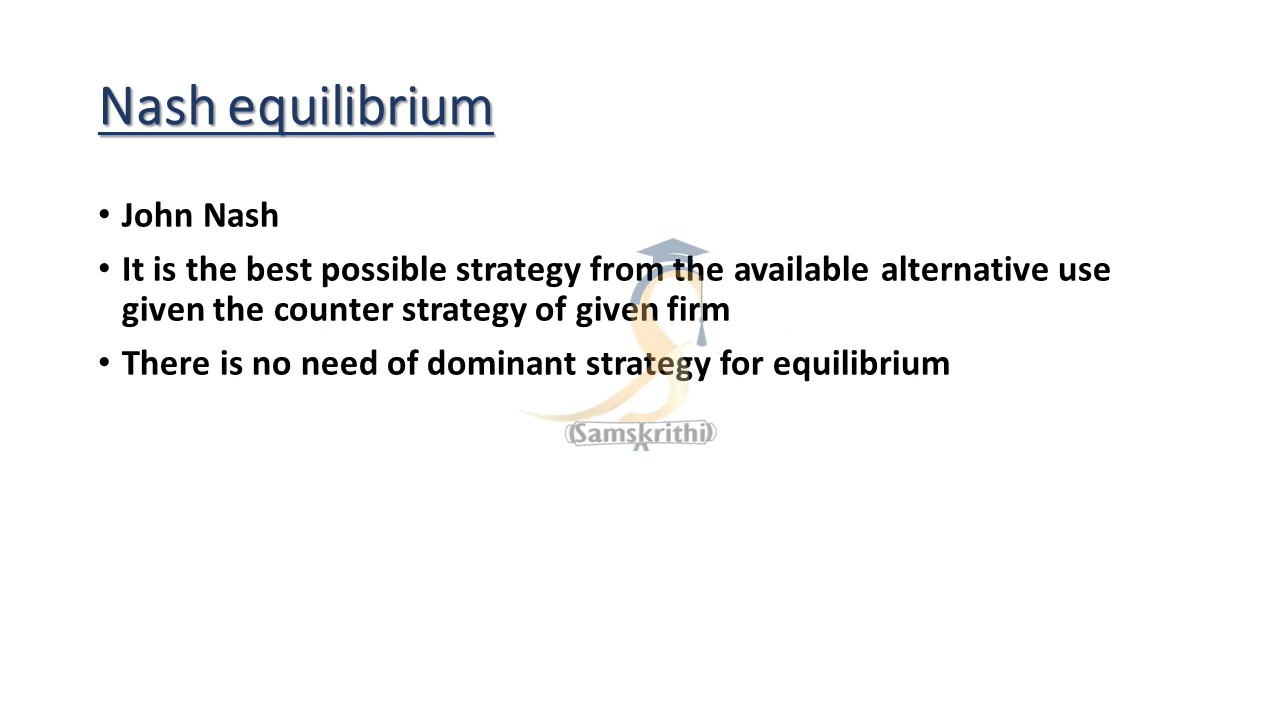 Nash equilibrium
• John Nash
• It is the best possible strategy from the available alternative use
given the counter strategy of given firm
• There is no need of dominant strategy for equilibrium
(Samskrithi)